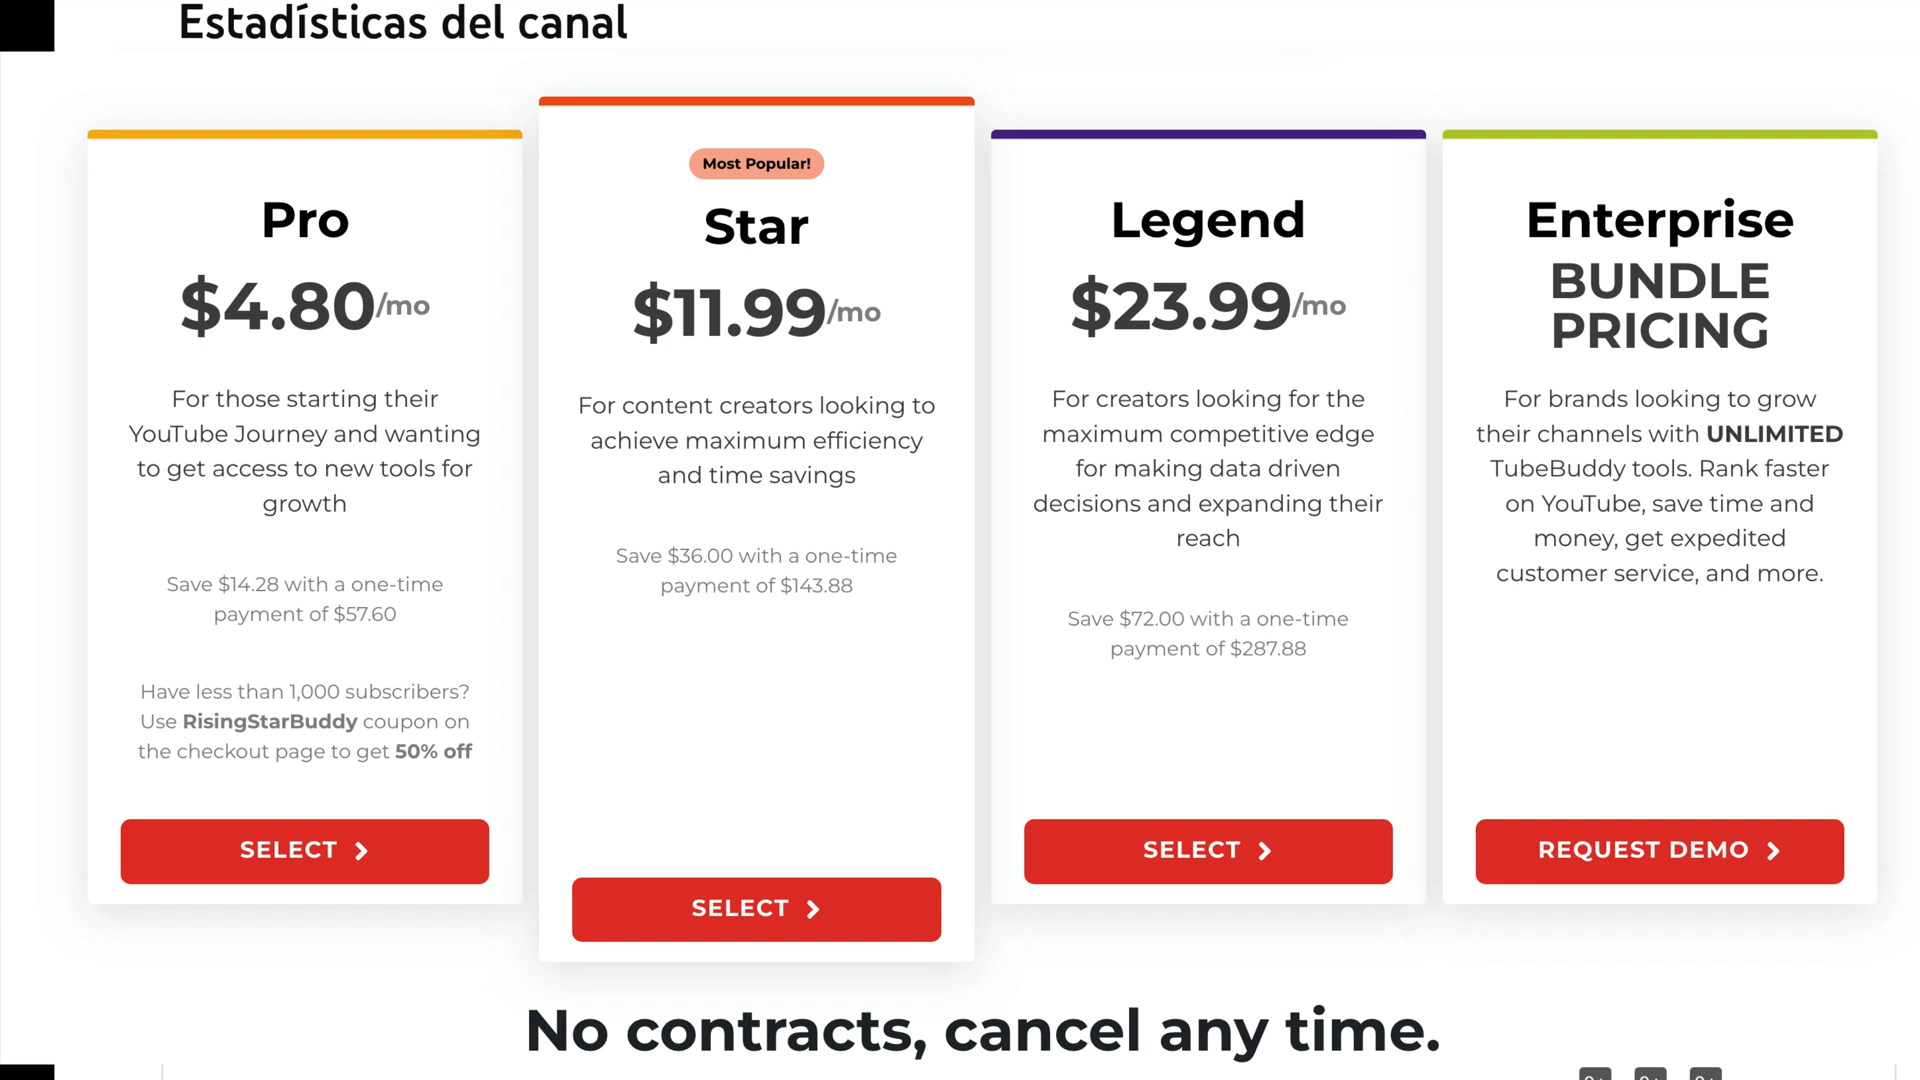 Estadísticas del canal
Pro
$4.80/mo
For those starting their
YouTube Journey and wanting
to get access to new tools for
growth
Save $14.28 with a one-time
payment of $57.60
Have less than 1,000 subscribers?
Use RisingStarBuddy coupon on
the checkout page to get 50% off
SELECT
Most Popular!
Star
$11.99/mo
For content creators looking to
achieve maximum efficiency
and time savings
Save $36.00 with a one-time
payment of $143.88
SELECT
Legend
$23.99/mo
For creators looking for the
maximum competitive edge
for making data driven
decisions and expanding their
reach
Save $72.00 with a one-time
payment of $287.88
SELECT
Enterprise
BUNDLE
PRICING
For brands looking to grow
their channels with UNLIMITED
TubeBuddy tools. Rank faster
on YouTube, save time and
money, get expedited
customer service, and more.
REQUEST DEMO
No contracts, cancel any time.